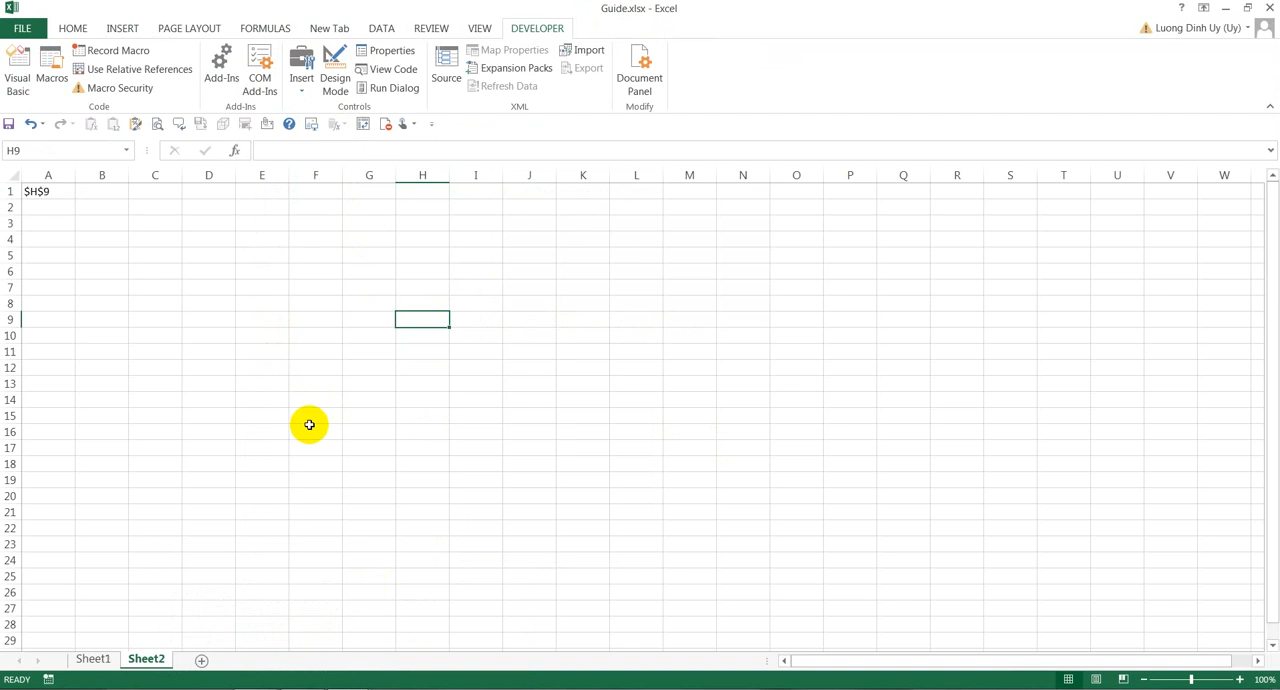 Guide.xlsx - Excel
?
FILE HOME INSERT PAGE LAYOUT FORMULAS New Tab DATA REVIEW VIEW DEVELOPER
Luong Dinh Uy (Uy)
Visual Basic
Macros
Record Macro
Use Relative References
Macro Security
Code
Add-Ins
COM Add-Ins
Add-Ins
Insert
Design Mode
Properties
View Code
Run Dialog
Controls
Source
Map Properties
Expansion Packs
Refresh Data
Import
Export
XML
Document Panel
Modify
H9
fx
A B C D E F G H I J K L M N O P Q R S T U V W
1 $H$9
2
3
4
5
6
7
8
9
10
11
12
13
14
15
16
17
18
19
20
21
22
23
24
25
26
27
28
29
Sheet1 Sheet2
READY
100%